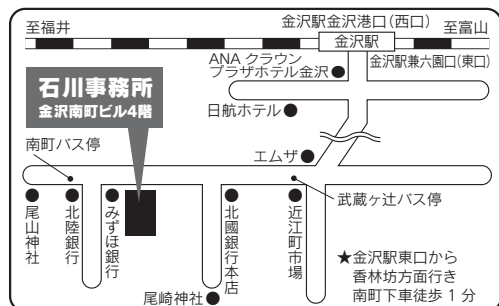 至福井
金沢駅金沢港口(西口)
至富山
金沢駅
金沢駅兼六園口(東口)
ANA クラウン
プラザホテル金沢
石川事務所
金沢南町ビル4階
日航ホテル
南町バス停
エムザ
武蔵ヶ辻バス停
尾山神社
北陸銀行
みずほ銀行
北國銀行本店
近江町市場
尾崎神社
★金沢駅東口から
香林坊方面行き
南町下車徒歩 1 分